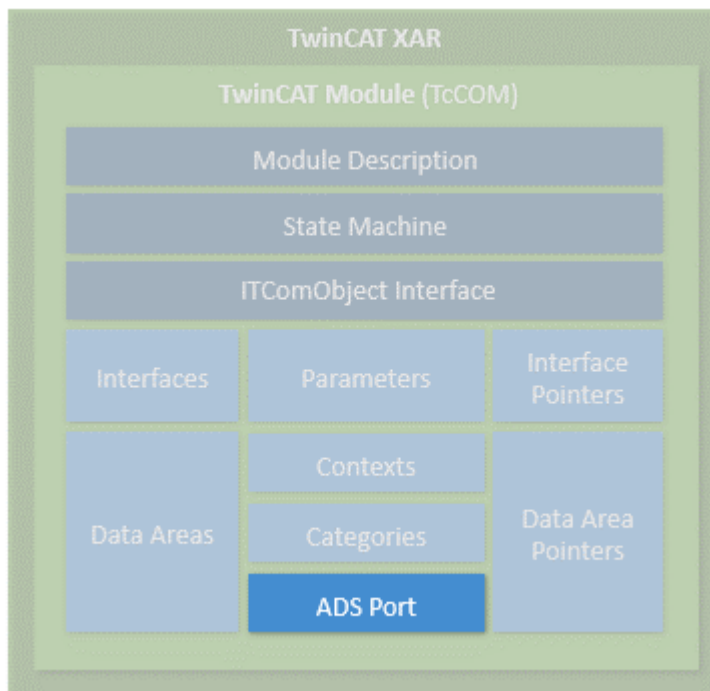 TwinCAT XAR
TwinCAT Module (TcCOM)
Module Description
State Machine
ITComObject Interface
Interfaces
Parameters
Interface
Pointers
Data Areas
Contexts
Categories
ADS Port
Data Area
Pointers